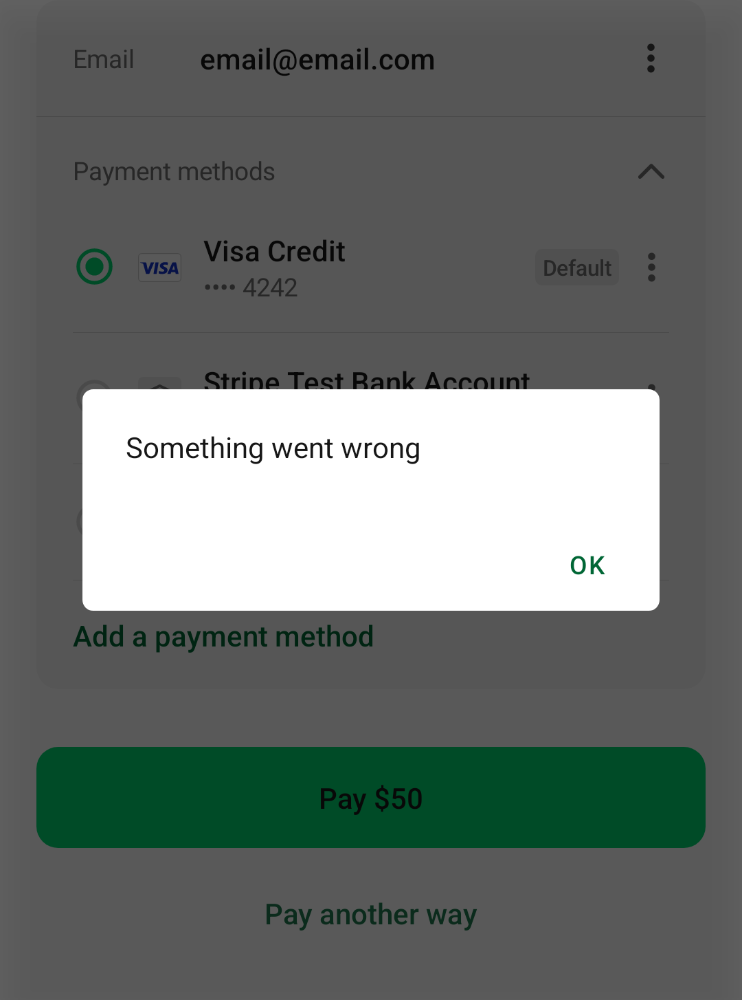 Email email@email.com
Payment methods
VISA Visa Credit
•••• 4242 Default
Stripe Test Bank Account
Something went wrong
OK
Add a payment method
Pay $50
Pay another way